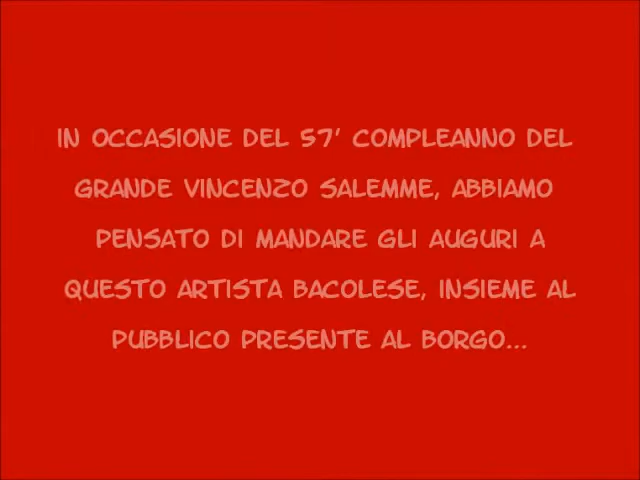 IN OCCASIONE DEL 57' COMPLEANNO DEL
GRANDE VINCENZO SALEMME, ABBIAMO
PENSATO DI MANDARE GLI AUGURI A
QUESTO ARTISTA BACOLESE, INSIEME AL
PUBBLICO PRESENTE AL BORGO...